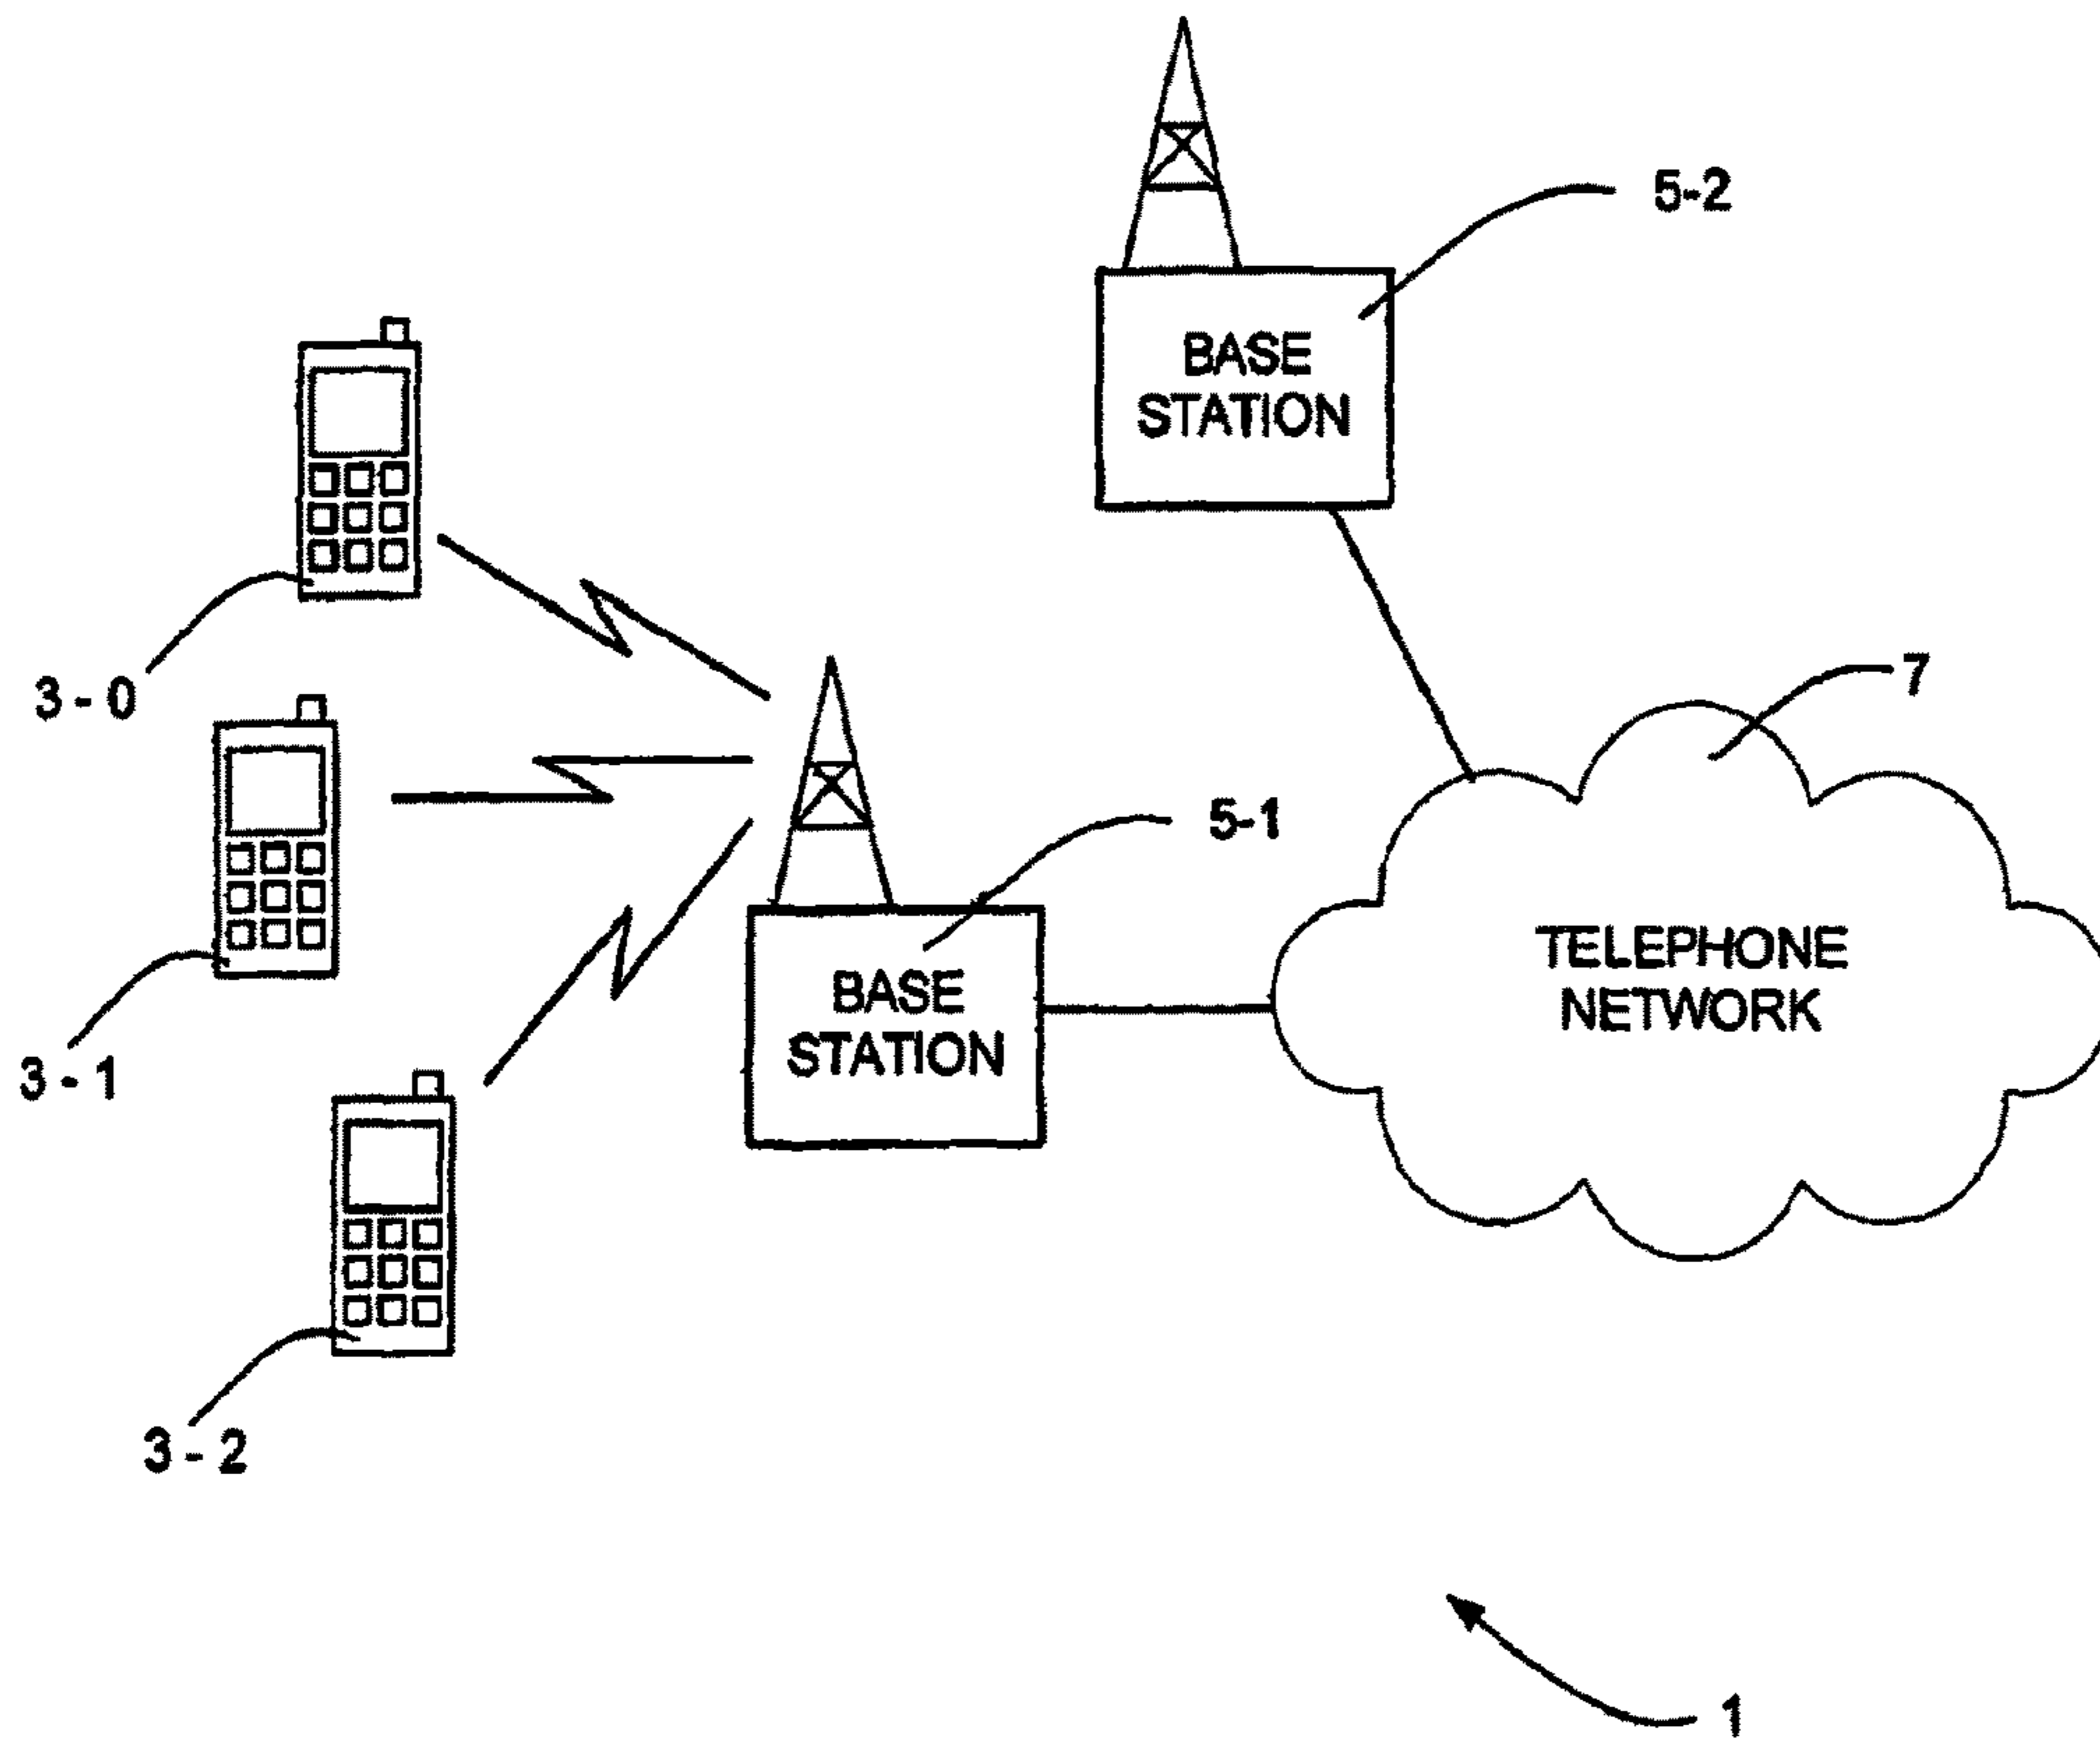 5-2
BASE
STATION
3-0
7
5-1
TELEPHONE
NETWORK
BASE
STATION
3-1
3-2
1